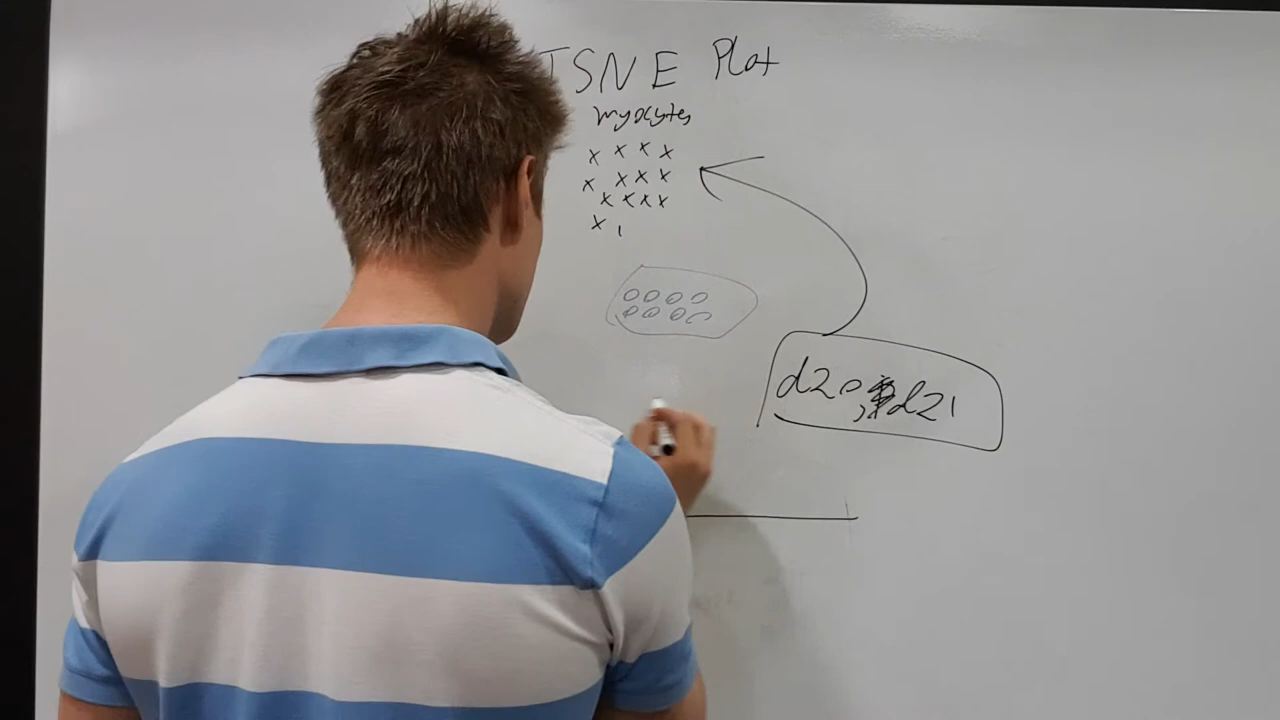 TSNE Plot
myocytes
x x x x
x x x x
x x x x
x
d20, d21